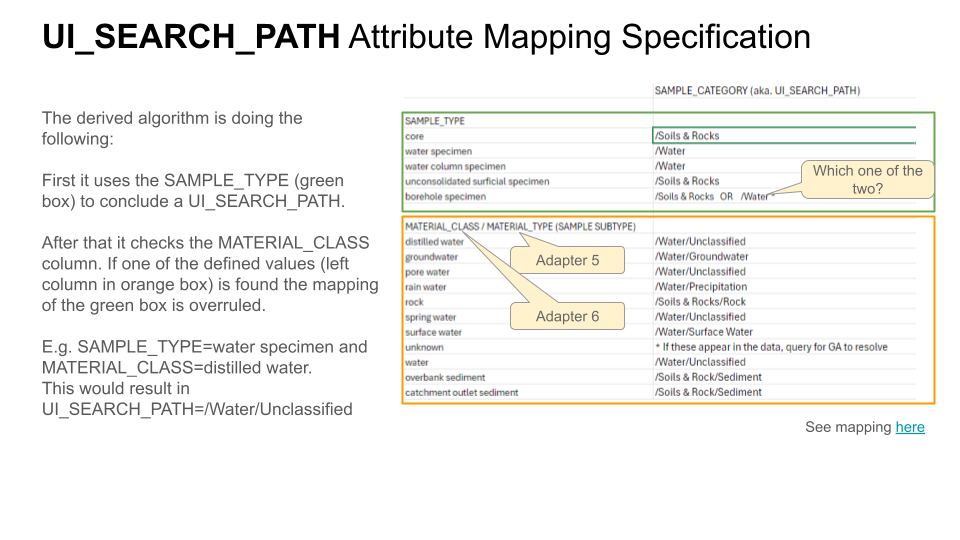 UI_SEARCH_PATH Attribute Mapping Specification
The derived algorithm is doing the
following:
First it uses the SAMPLE_TYPE (green
box) to conclude a UI_SEARCH_PATH.
After that it checks the MATERIAL_CLASS
column. If one of the defined values (left
column in orange box) is found the mapping
of the green box is overruled.
E.g. SAMPLE_TYPE=water specimen and
MATERIAL_CLASS=distilled water.
This would result in
UI_SEARCH_PATH=/Water/Unclassified
SAMPLE_CATEGORY (aka. UI_SEARCH_PATH)
SAMPLE_TYPE
core /Soils & Rocks
water specimen /Water
water column specimen /Water
unconsolidated surficial specimen /Soils & Rocks
borehole specimen /Soils & Rocks OR /Water *
Which one of the
two?
MATERIAL_CLASS / MATERIAL_TYPE (SAMPLE SUBTYPE)
distilled water /Water/Unclassified
groundwater /Water/Groundwater
pore water /Water/Unclassified
rain water /Water/Precipitation
rock /Soils & Rocks/Rock
spring water /Water/Unclassified
surface water /Water/Surface Water
unknown * If these appear in the data, query for GA to resolve
water /Water/Unclassified
overbank sediment /Soils & Rock/Sediment
catchment outlet sediment /Soils & Rock/Sediment
Adapter 5
Adapter 6
See mapping here